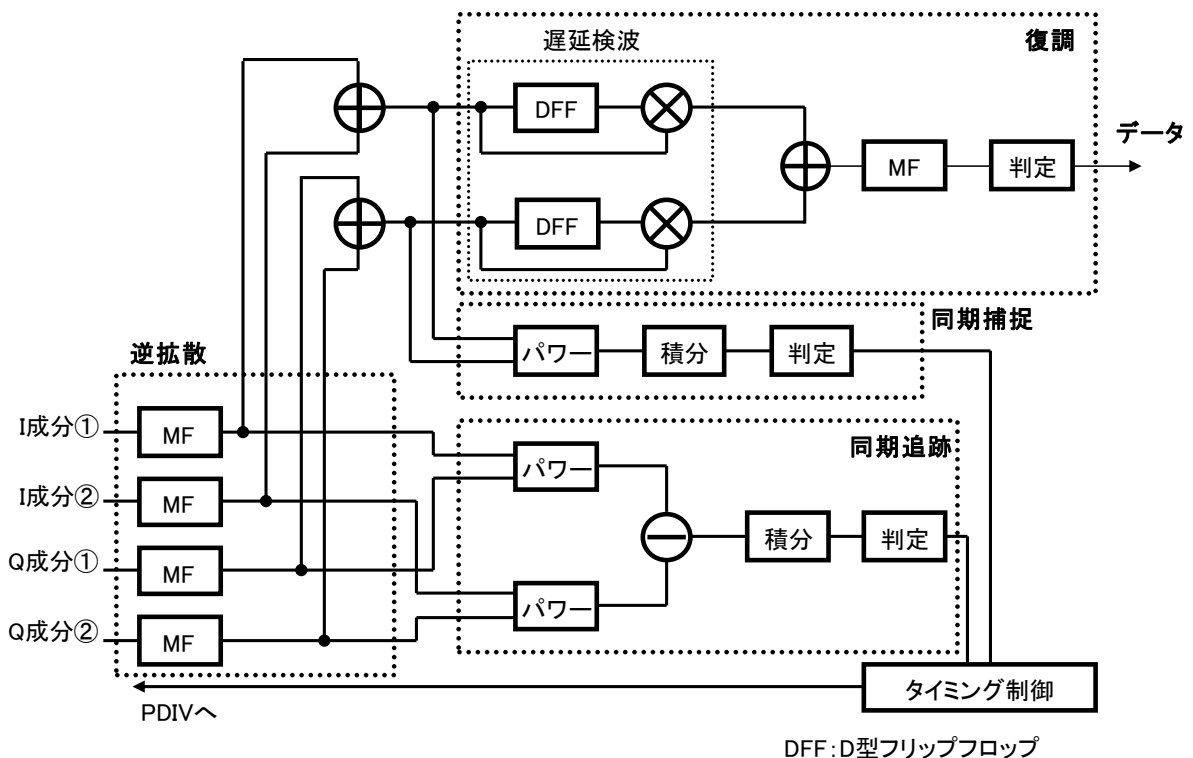 遅延検波
復調
DFF
DFF
MF
判定
データ
同期捕捉
パワー
積分
判定
逆拡散
I成分①
MF
I成分②
MF
Q成分①
MF
Q成分②
MF
同期追跡
パワー
パワー
積分
判定
タイミング制御
PDIVへ
DFF:D型フリップフロップ